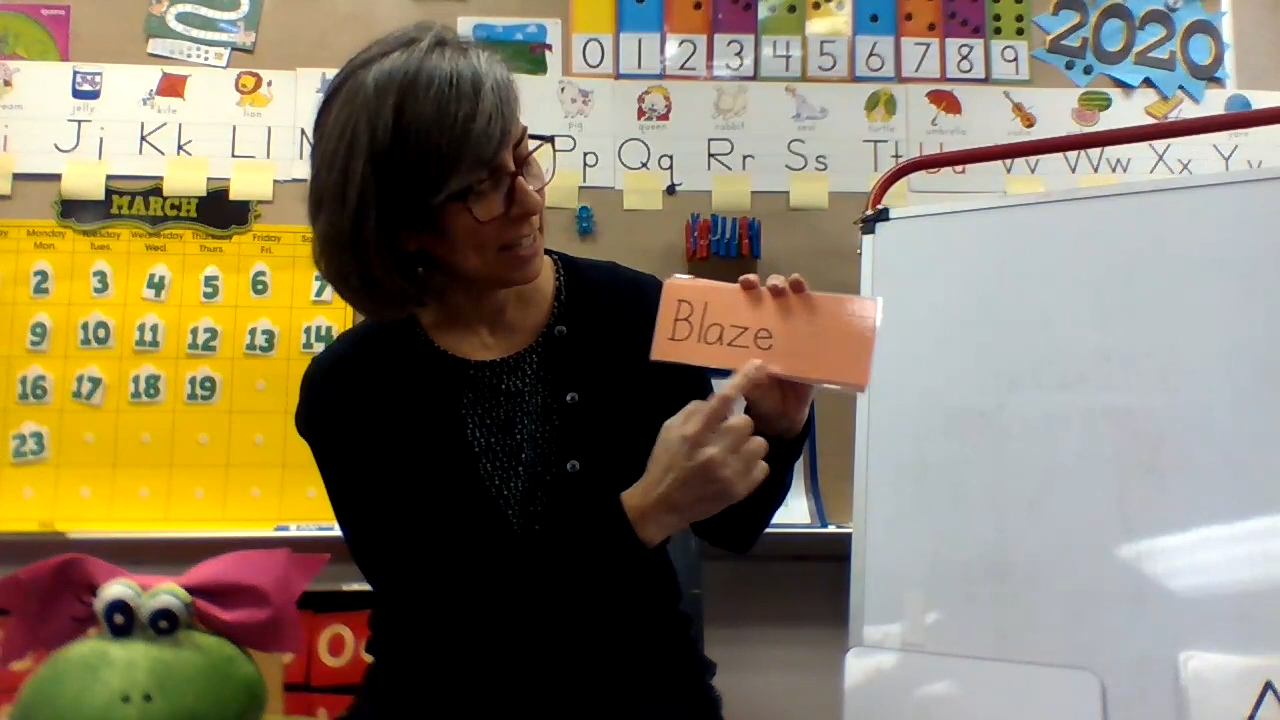 0 1 2 3 4 5 6 7 8 9
2020
jelly
kite
lion
pig
queen
rabbit
seal
turtle
umbrella
violin
Jj Kk Ll
Pp Qq Rr Ss Tt Uu Vv Ww Xx Yy
MARCH
Monday Tuesday Wednesday Thursday Friday
Mon. Tues. Wed. Thurs. Fri.
2 3 4 5 6 7
9 10 11 12 13 14
16 17 18 19
23
Blaze